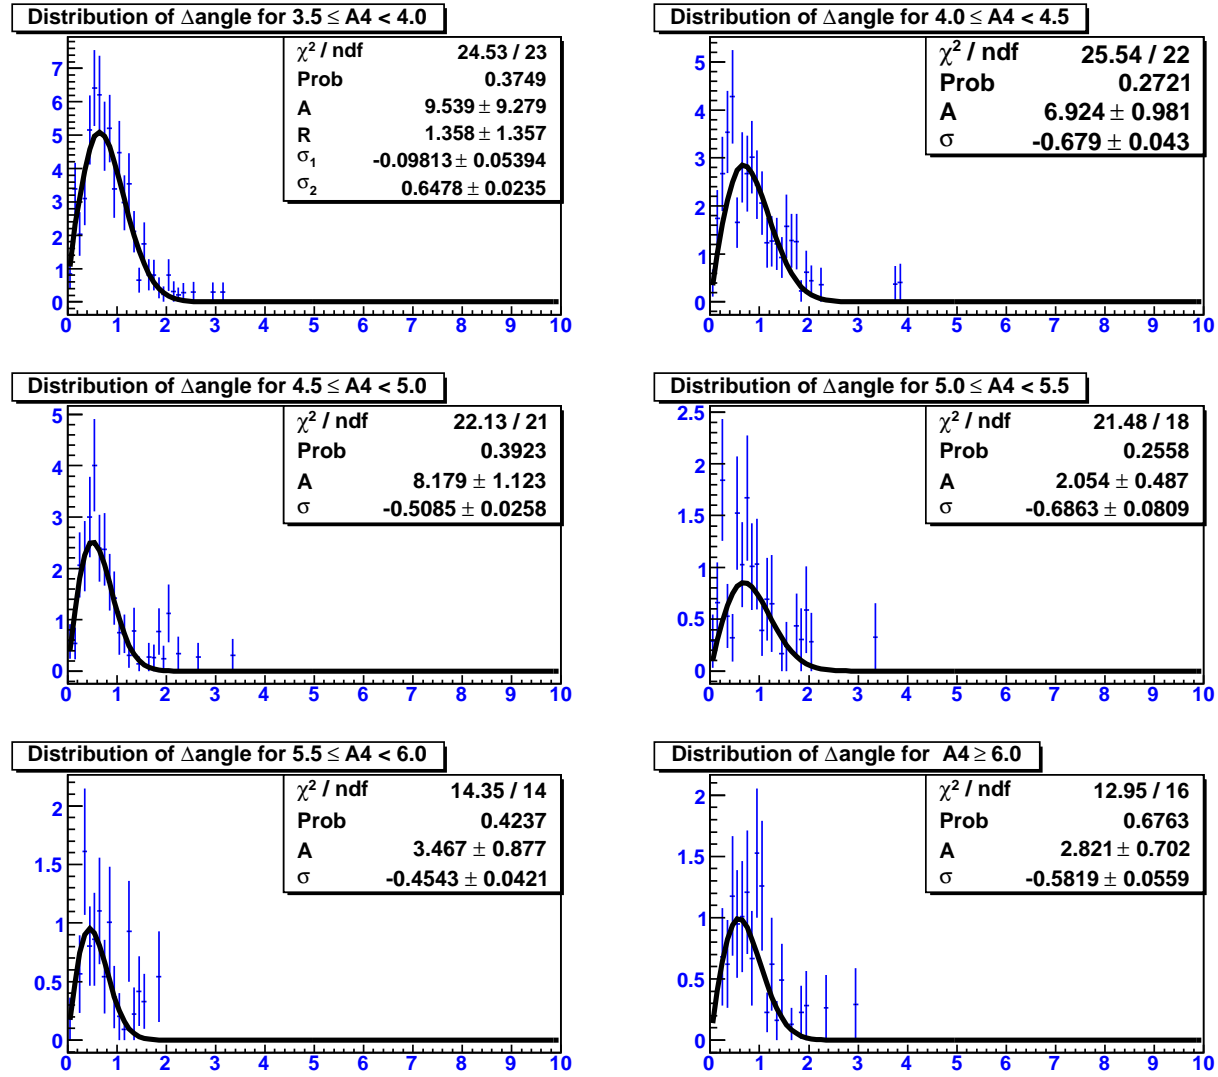 Distribution of Δangle for 3.5 ≤ A4 < 4.0
χ² / ndf 24.53 / 23
Prob 0.3749
A 9.539 ± 9.279
R 1.358 ± 1.357
σ₁ -0.09813 ± 0.05394
σ₂ 0.6478 ± 0.0235
7
6
5
4
3
2
1
0
0 1 2 3 4 5 6 7 8 9 10
Distribution of Δangle for 4.0 ≤ A4 < 4.5
χ² / ndf 25.54 / 22
Prob 0.2721
A 6.924 ± 0.981
σ -0.679 ± 0.043
5
4
3
2
1
0
0 1 2 3 4 5 6 7 8 9 10
Distribution of Δangle for 4.5 ≤ A4 < 5.0
χ² / ndf 22.13 / 21
Prob 0.3923
A 8.179 ± 1.123
σ -0.5085 ± 0.0258
5
4
3
2
1
0
0 1 2 3 4 5 6 7 8 9 10
Distribution of Δangle for 5.0 ≤ A4 < 5.5
χ² / ndf 21.48 / 18
Prob 0.2558
A 2.054 ± 0.487
σ -0.6863 ± 0.0809
2.5
2
1.5
1
0.5
0
0 1 2 3 4 5 6 7 8 9 10
Distribution of Δangle for 5.5 ≤ A4 < 6.0
χ² / ndf 14.35 / 14
Prob 0.4237
A 3.467 ± 0.877
σ -0.4543 ± 0.0421
2
1.5
1
0.5
0
0 1 2 3 4 5 6 7 8 9 10
Distribution of Δangle for A4 ≥ 6.0
χ² / ndf 12.95 / 16
Prob 0.6763
A 2.821 ± 0.702
σ -0.5819 ± 0.0559
2
1.5
1
0.5
0
0 1 2 3 4 5 6 7 8 9 10